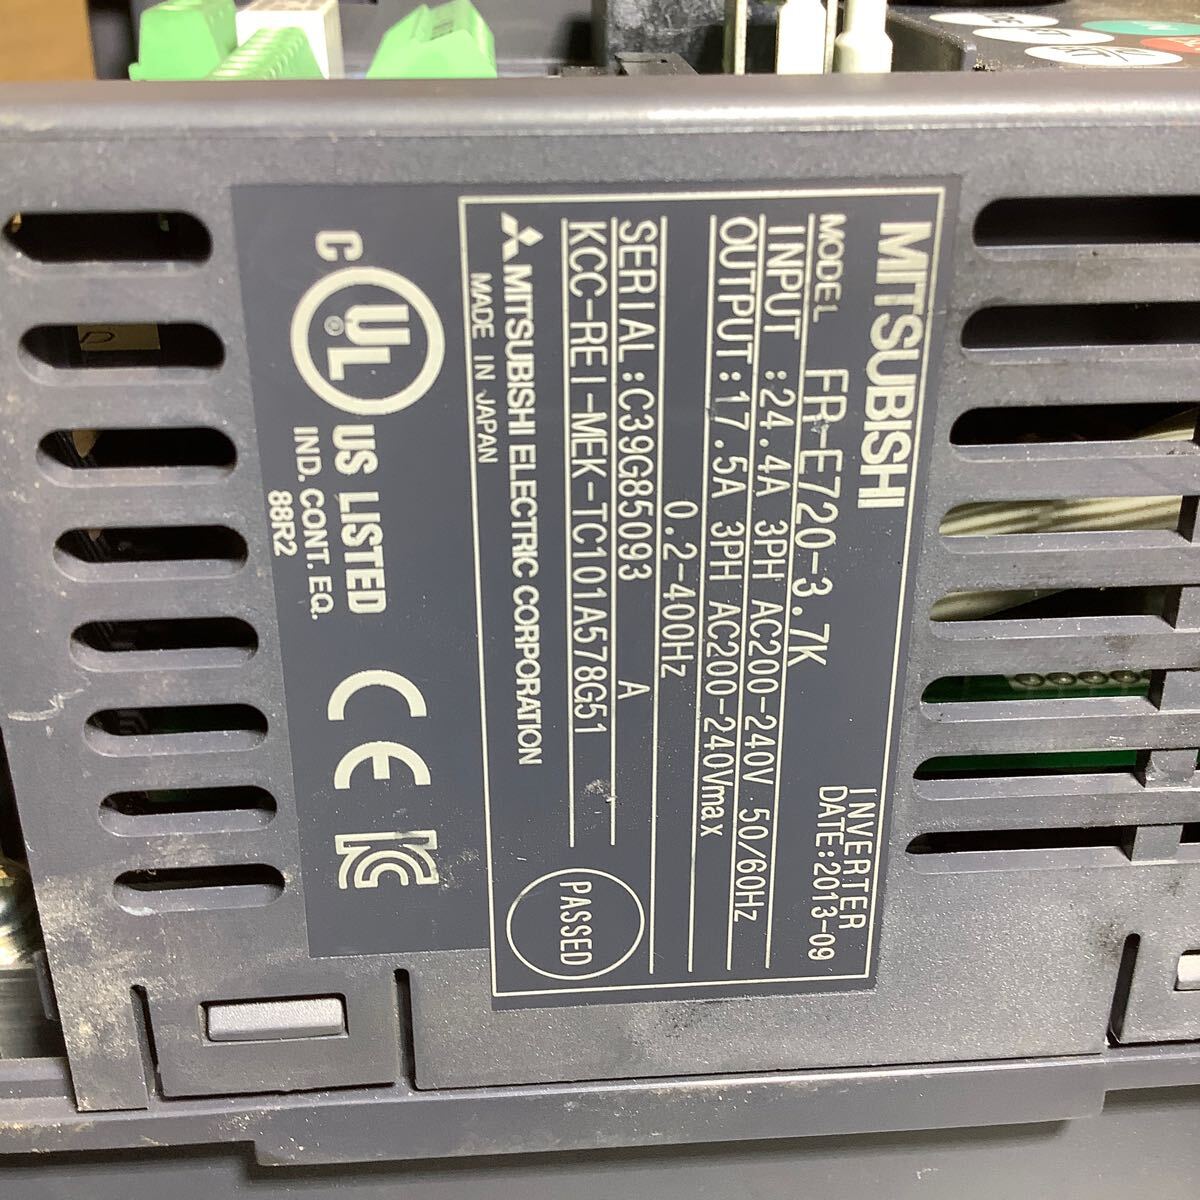 MITSUBISHI
INVERTER
MODEL FR-E720-3.7K
DATE:2013-09
INPUT :24.4A 3PH AC200-240V 50/60Hz
OUTPUT:17.5A 3PH AC200-240Vmax
0.2-400Hz
SERIAL:C39G85093 A
KCC-REI-MEK-TC101A578G51
PASSED
MITSUBISHI ELECTRIC CORPORATION
MADE IN JAPAN
C UL ® US LISTED
IND. CONT. EQ.
88R2
CE